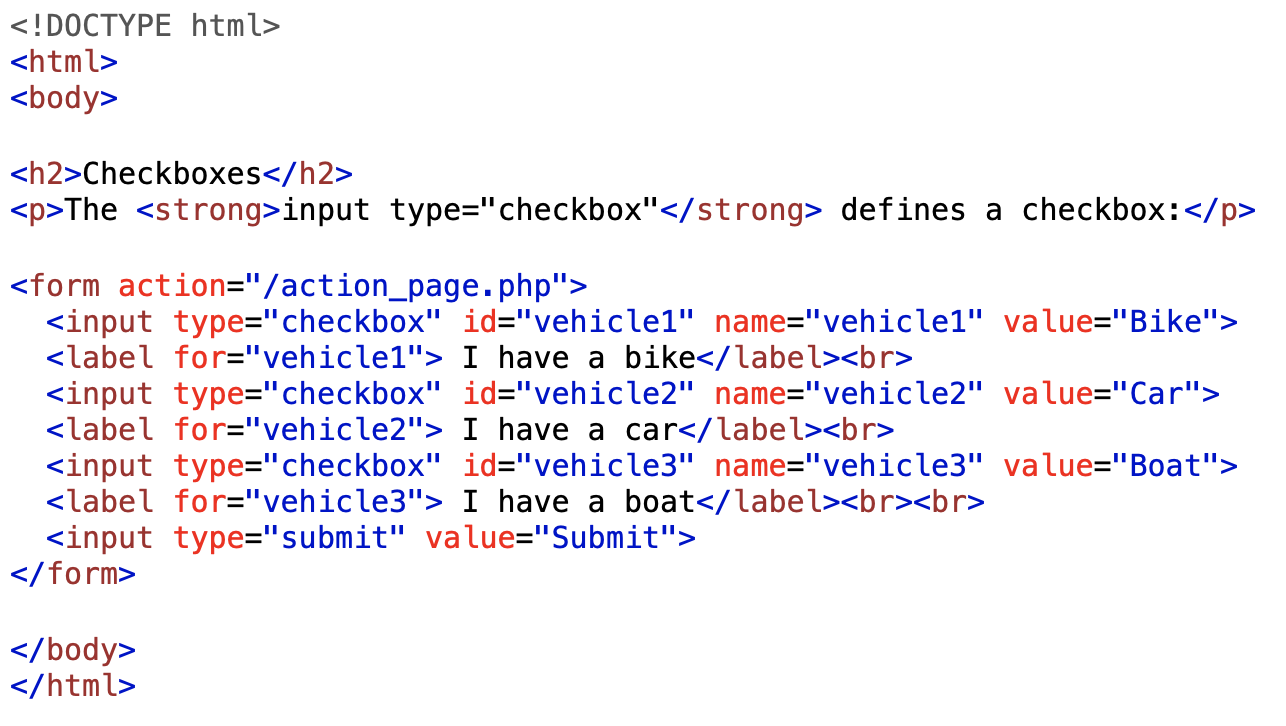 <!DOCTYPE html>
<html>
<body>

<h2>Checkboxes</h2>
<p>The <strong>input type="checkbox"</strong> defines a checkbox:</p>

<form action="/action_page.php">
  <input type="checkbox" id="vehicle1" name="vehicle1" value="Bike">
  <label for="vehicle1"> I have a bike</label><br>
  <input type="checkbox" id="vehicle2" name="vehicle2" value="Car">
  <label for="vehicle2"> I have a car</label><br>
  <input type="checkbox" id="vehicle3" name="vehicle3" value="Boat">
  <label for="vehicle3"> I have a boat</label><br><br>
  <input type="submit" value="Submit">
</form>

</body>
</html>